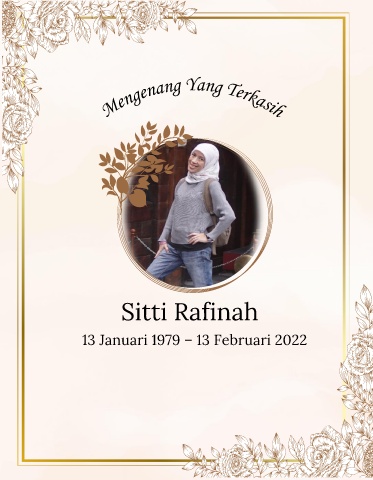 Mengenang Yang Terkasih
Sitti Rafinah
13 Januari 1979 – 13 Februari 2022